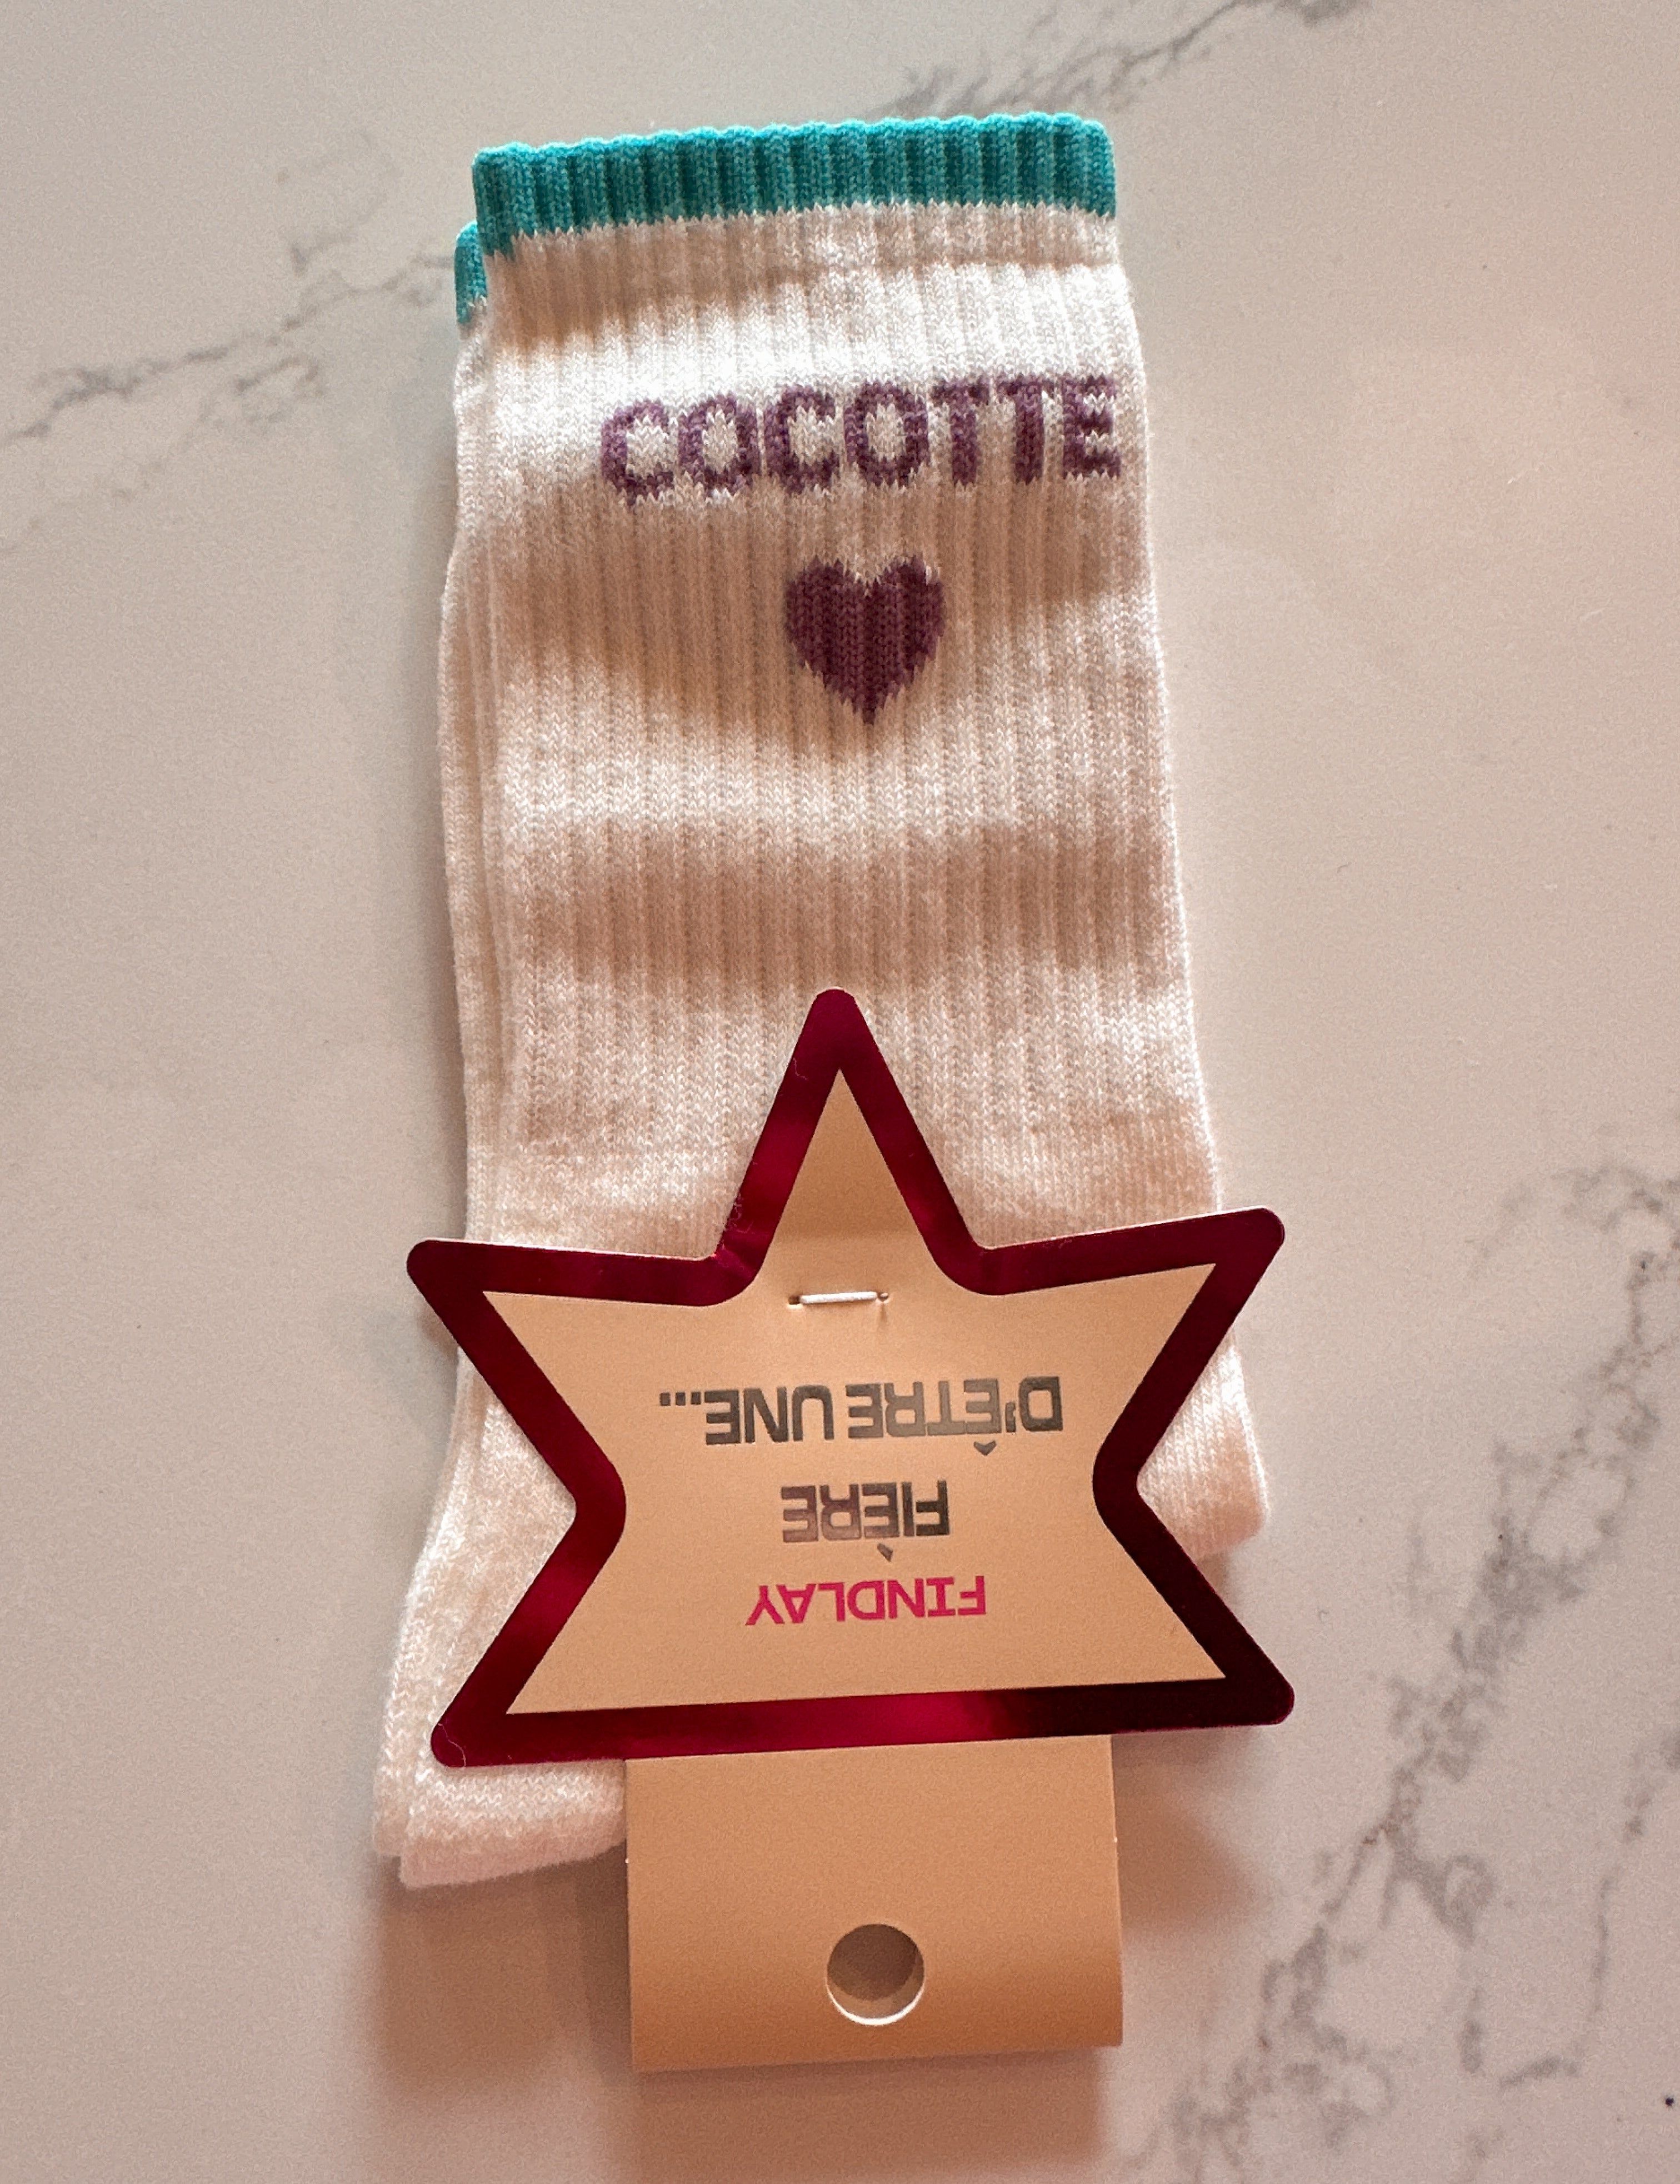 COCOTTE
FINDLAY
FIÈRE
D'ÊTRE UNE...